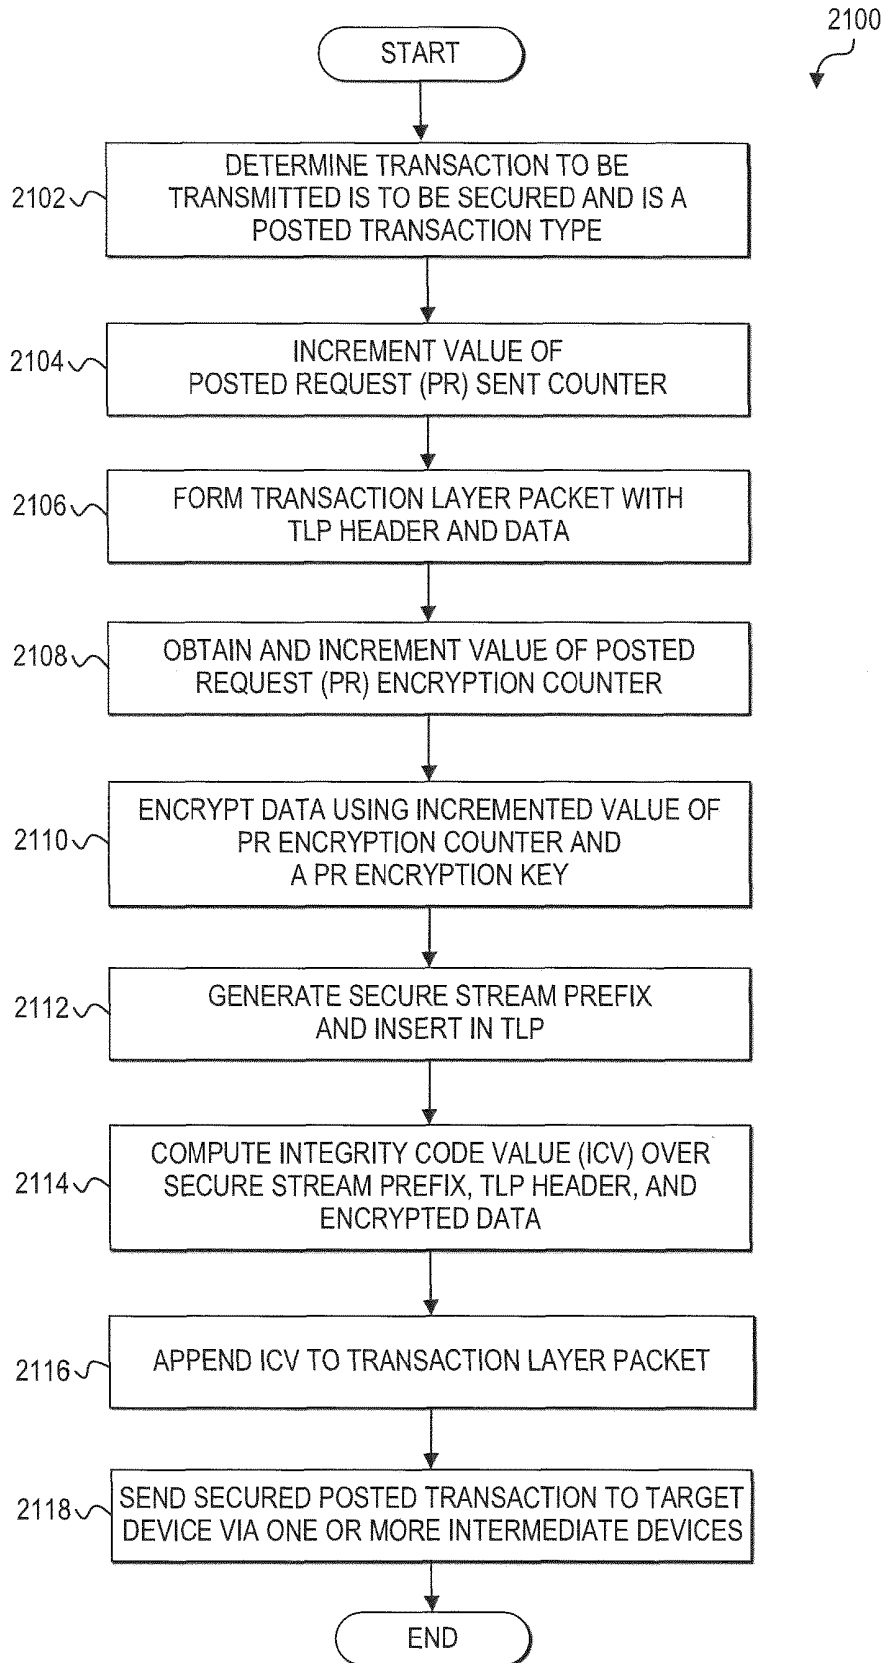 2100
START
2102
DETERMINE TRANSACTION TO BE
TRANSMITTED IS TO BE SECURED AND IS A
POSTED TRANSACTION TYPE
2104
INCREMENT VALUE OF
POSTED REQUEST (PR) SENT COUNTER
2106
FORM TRANSACTION LAYER PACKET WITH
TLP HEADER AND DATA
2108
OBTAIN AND INCREMENT VALUE OF POSTED
REQUEST (PR) ENCRYPTION COUNTER
2110
ENCRYPT DATA USING INCREMENTED VALUE OF
PR ENCRYPTION COUNTER AND
A PR ENCRYPTION KEY
2112
GENERATE SECURE STREAM PREFIX
AND INSERT IN TLP
2114
COMPUTE INTEGRITY CODE VALUE (ICV) OVER
SECURE STREAM PREFIX, TLP HEADER, AND
ENCRYPTED DATA
2116
APPEND ICV TO TRANSACTION LAYER PACKET
2118
SEND SECURED POSTED TRANSACTION TO TARGET
DEVICE VIA ONE OR MORE INTERMEDIATE DEVICES
END